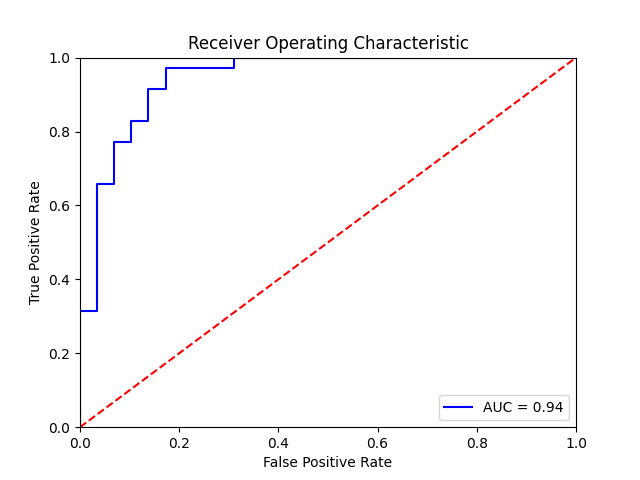 Receiver Operating Characteristic
1.0
0.8
0.6
0.4
0.2
0.0
True Positive Rate
AUC = 0.94
0.0 0.2 0.4 0.6 0.8 1.0
False Positive Rate